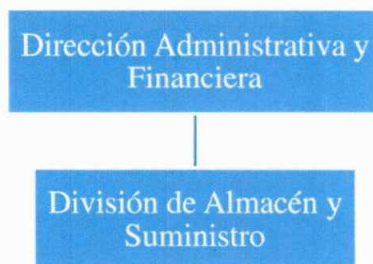 Dirección Administrativa y
Financiera
División de Almacén y
Suministro